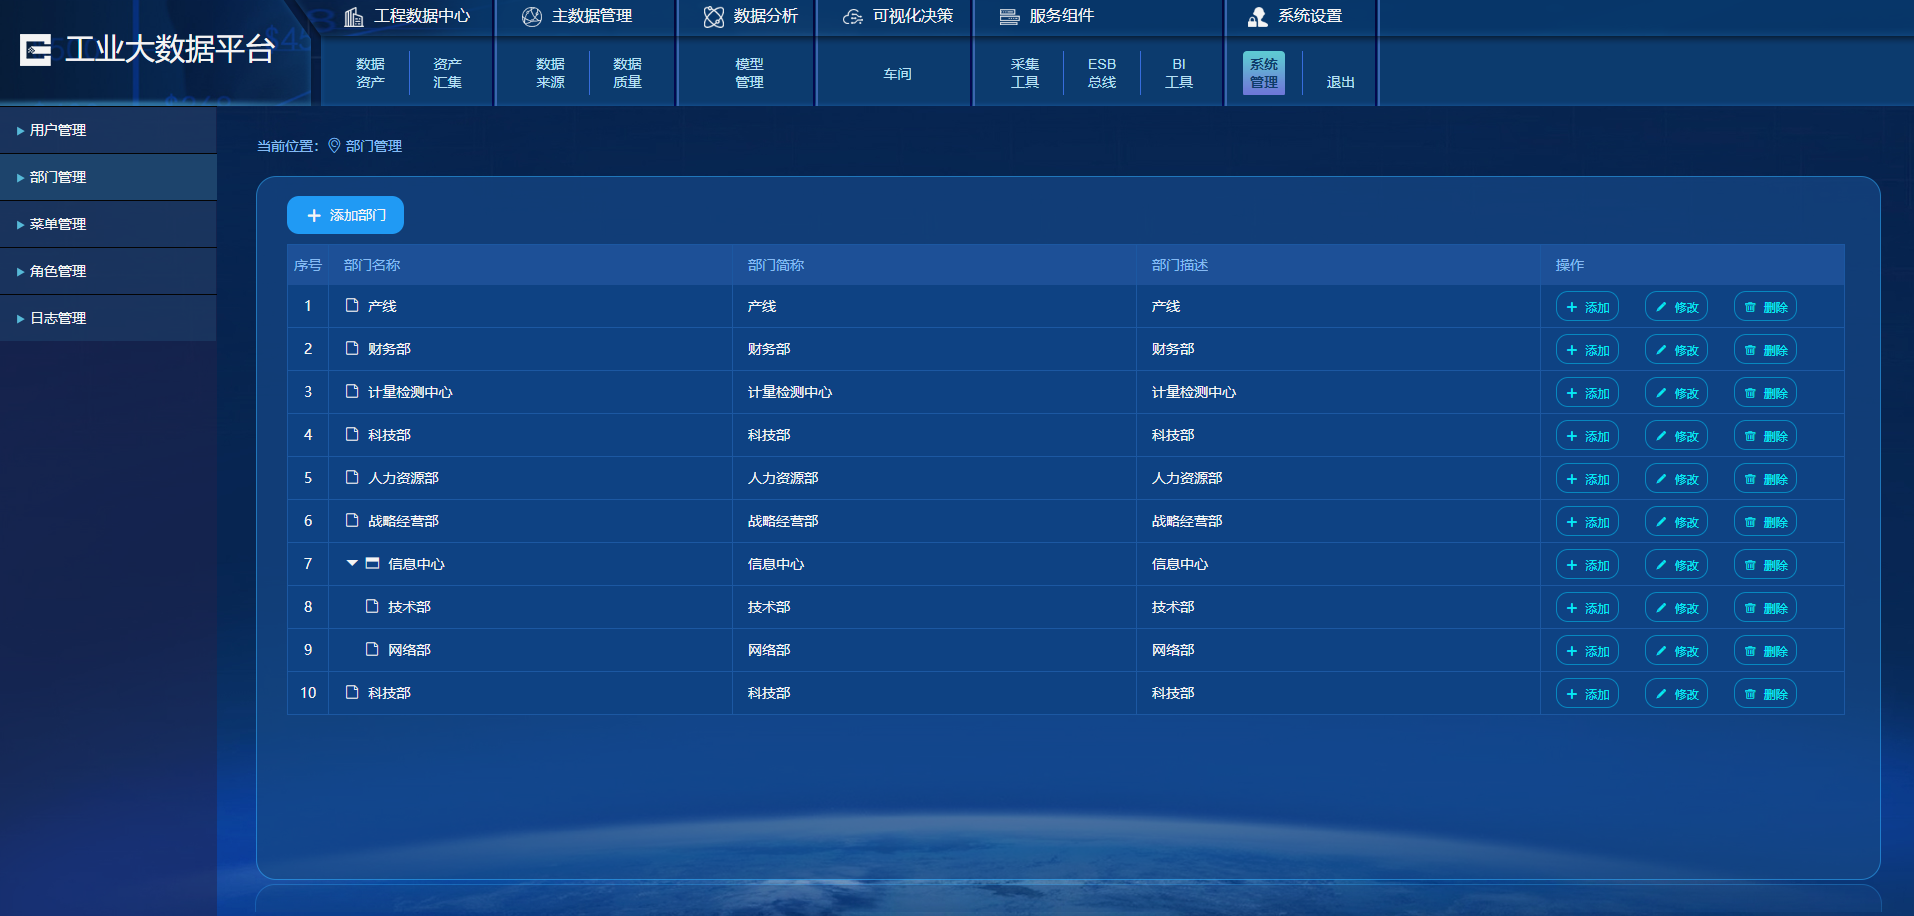 工业大数据平台
工程数据中心 主数据管理 数据分析 可视化决策 服务组件 系统设置
数据资产 资产汇集 数据来源 数据质量 模型管理 车间 采集工具 ESB总线 BI工具 系统管理 退出
用户管理
部门管理
菜单管理
角色管理
日志管理
当前位置： 部门管理
添加部门
序号 部门名称 部门简称 部门描述 操作
1 产线 产线 产线 添加 修改 删除
2 财务部 财务部 财务部 添加 修改 删除
3 计量检测中心 计量检测中心 计量检测中心 添加 修改 删除
4 科技部 科技部 科技部 添加 修改 删除
5 人力资源部 人力资源部 人力资源部 添加 修改 删除
6 战略经营部 战略经营部 战略经营部 添加 修改 删除
7 信息中心 信息中心 信息中心 添加 修改 删除
8 技术部 技术部 技术部 添加 修改 删除
9 网络部 网络部 网络部 添加 修改 删除
10 科技部 科技部 科技部 添加 修改 删除